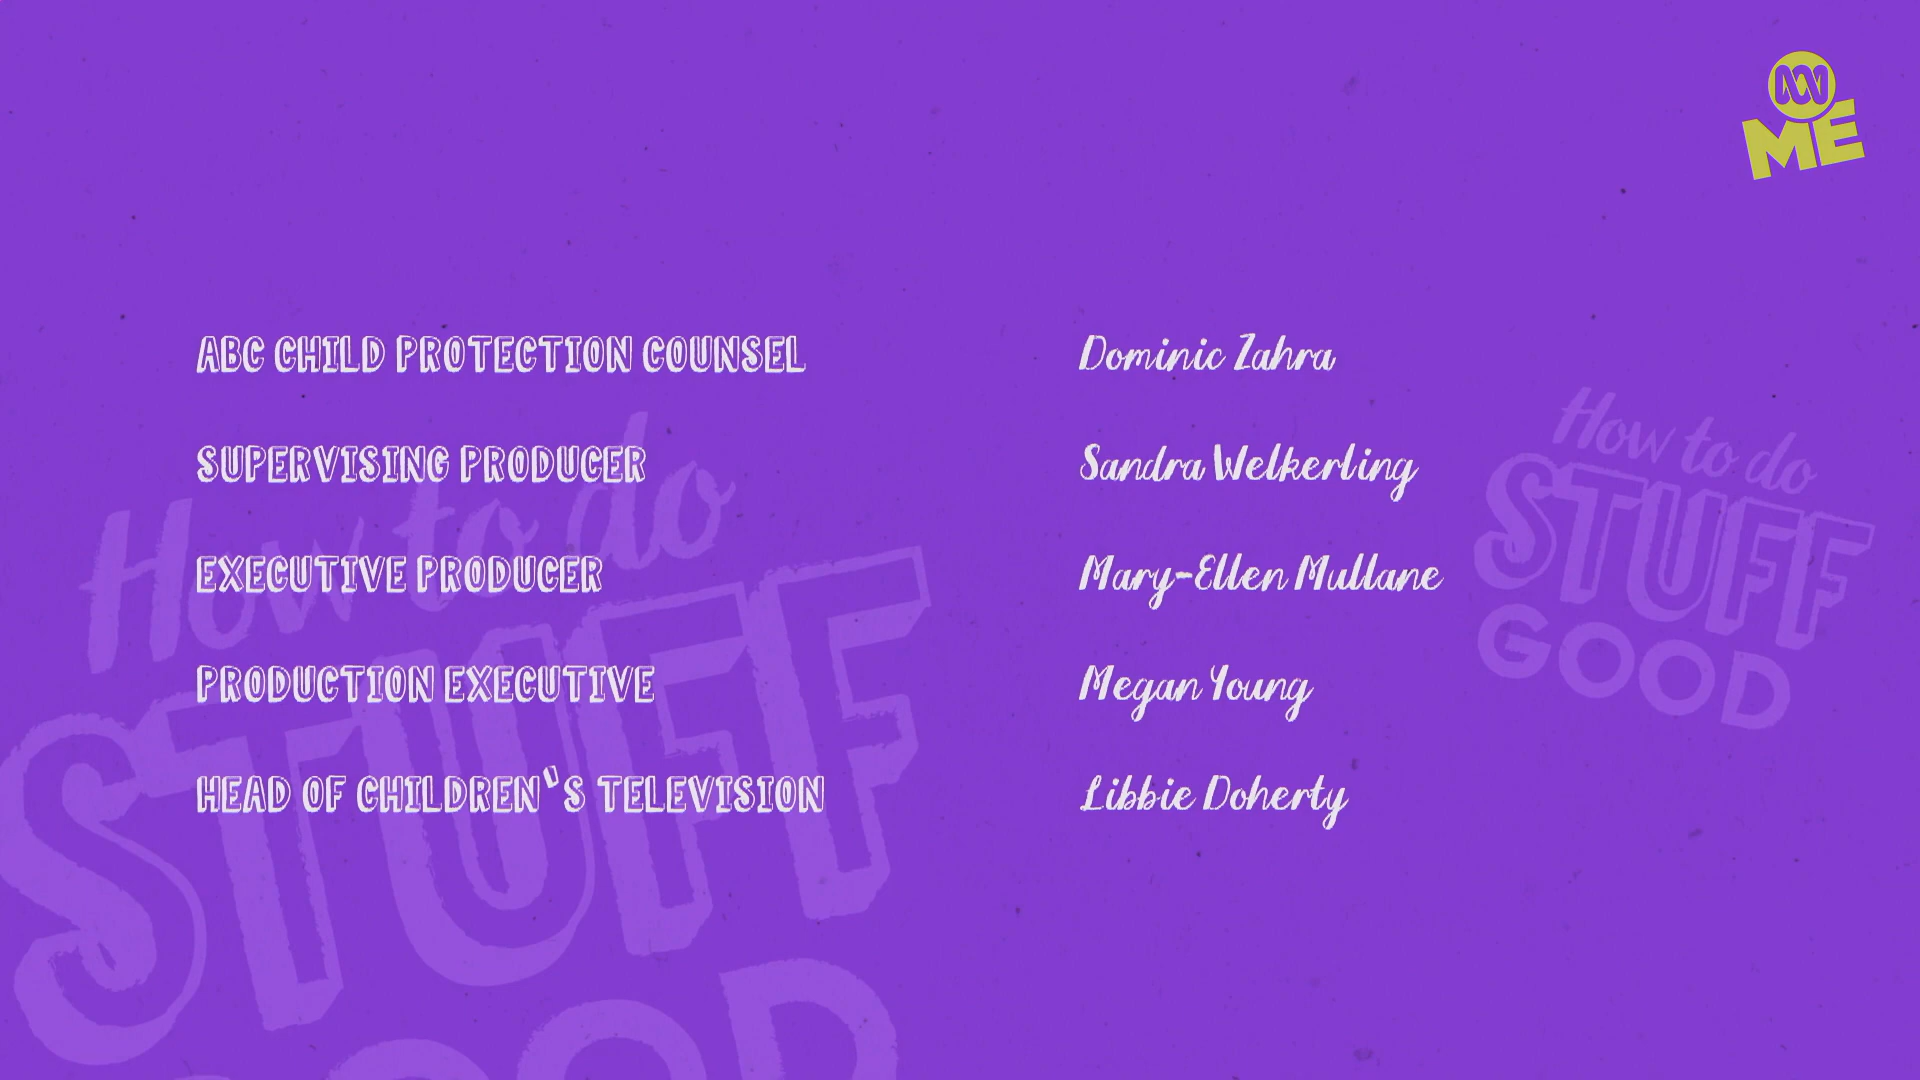 ME
ABC CHILD PROTECTION COUNSEL Dominic Zahra
SUPERVISING PRODUCER Sandra Welkerling
EXECUTIVE PRODUCER Mary-Ellen Mullane
PRODUCTION EXECUTIVE Megan Young
HEAD OF CHILDREN'S TELEVISION Libbie Doherty
How to do
STUFF
GOOD
How to do
STUFF
GOOD